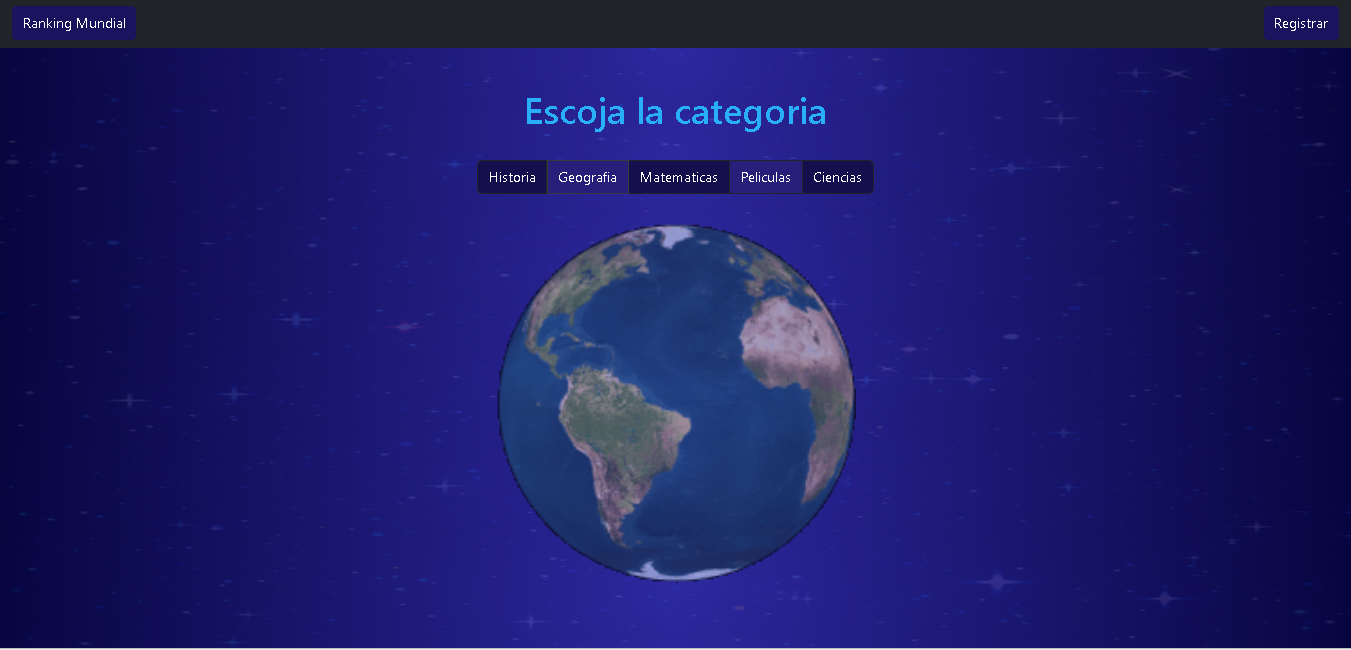 Ranking Mundial Registrar
Escoja la categoria
Historia Geografia Matematicas Peliculas Ciencias